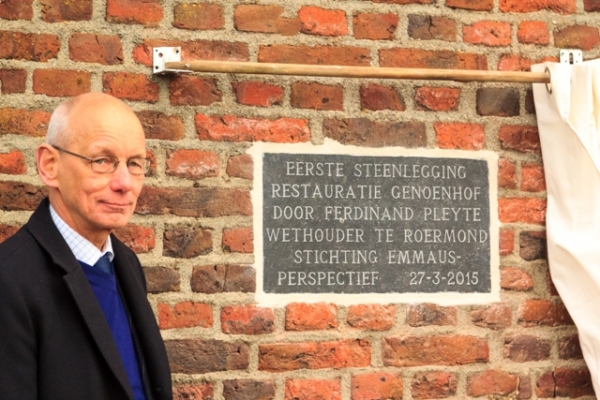 EERSTE STEENLEGGING
RESTAURATIE GENOENHOF
DOOR FERDINAND PLEYTE
WETHOUDER TE ROERMOND
STICHTING EMMAUS-
PERSPECTIEF 27-3-2015